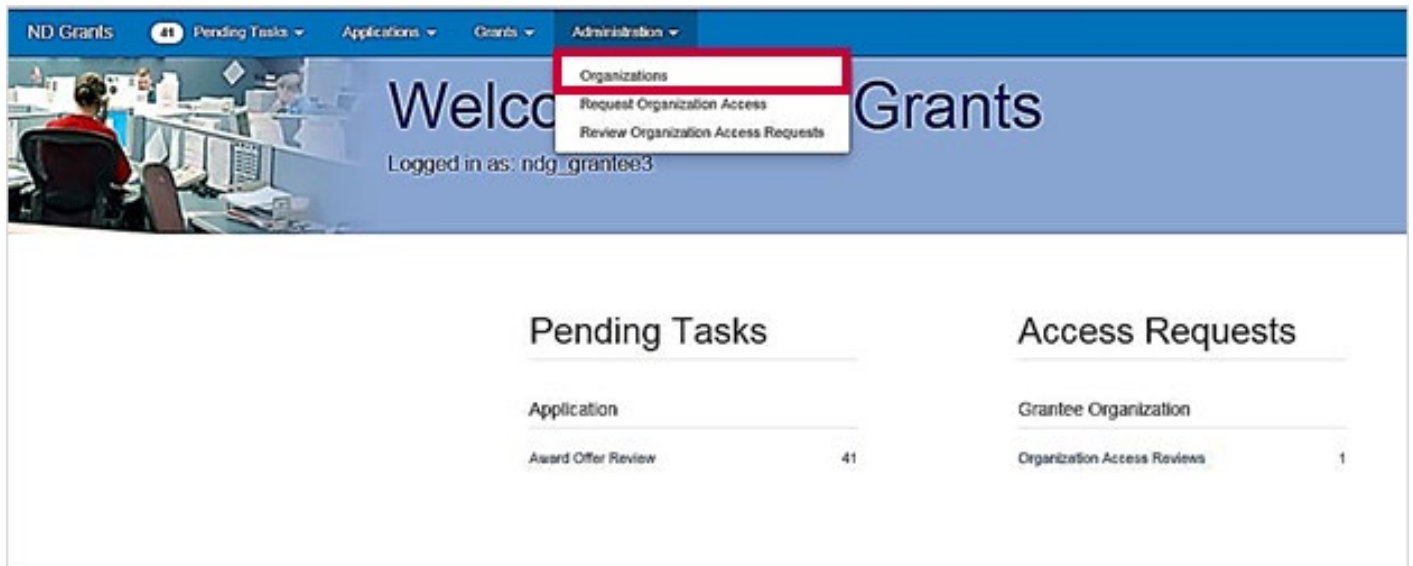 ND Grants 41 Pending Tasks Applications Grants Administration
Organizations
Request Organization Access
Review Organization Access Requests
Welco Grants
Logged in as: ndg_grantee3
Pending Tasks
Application
Award Offer Review 41
Access Requests
Grantee Organization
Organization Access Reviews 1